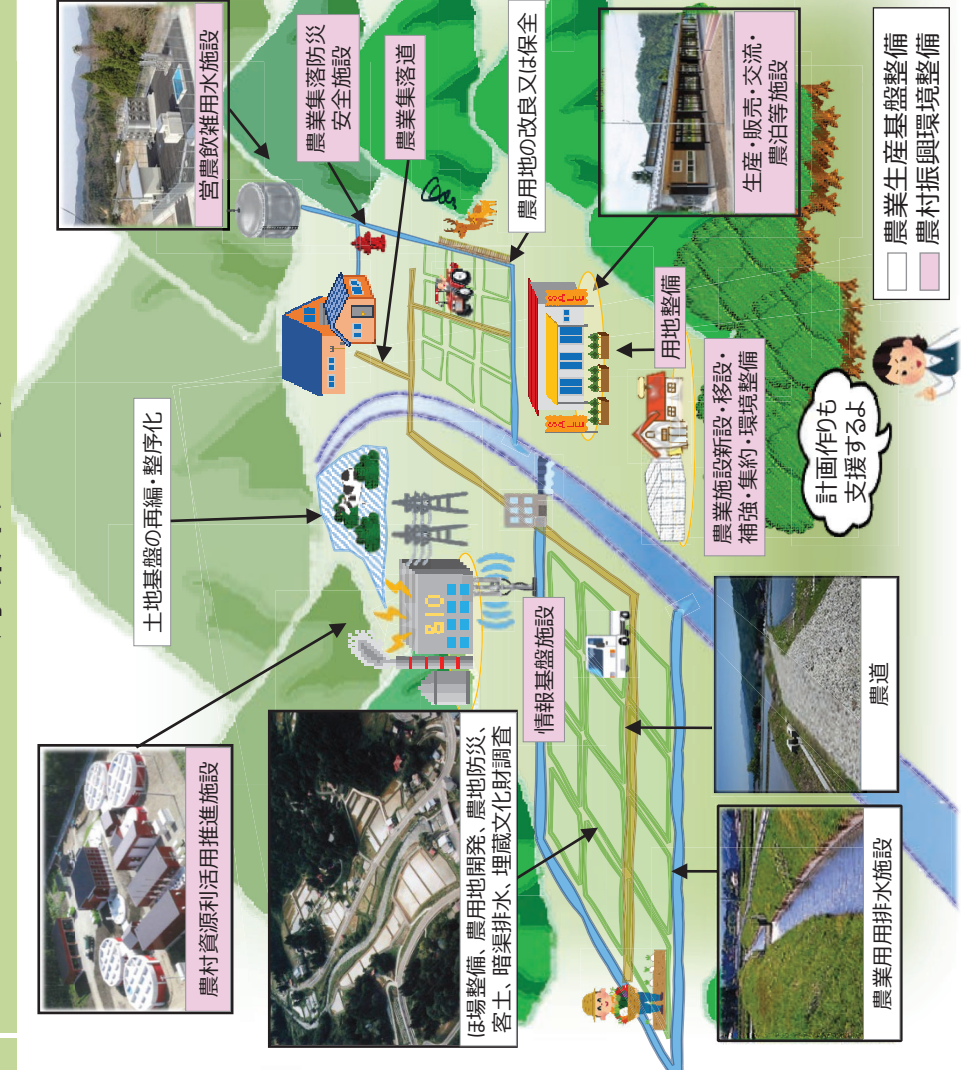 農村資源利活用推進施設
土地基盤の再編・整序化
営農飲雑用水施設
農業集落防災
安全施設
農業集落道
農用地の改良又は保全
生産・販売・交流・
農泊等施設
用地整備
農業施設新設・移設・
補強・集約・環境整備
BIO
情報基盤施設
ほ場整備、農用地開発、農地防災、
客土、暗渠排水、埋蔵文化財調査
農業用用排水施設
農道
計画作りも
支援するよ
農業生産基盤整備
農村振興環境整備